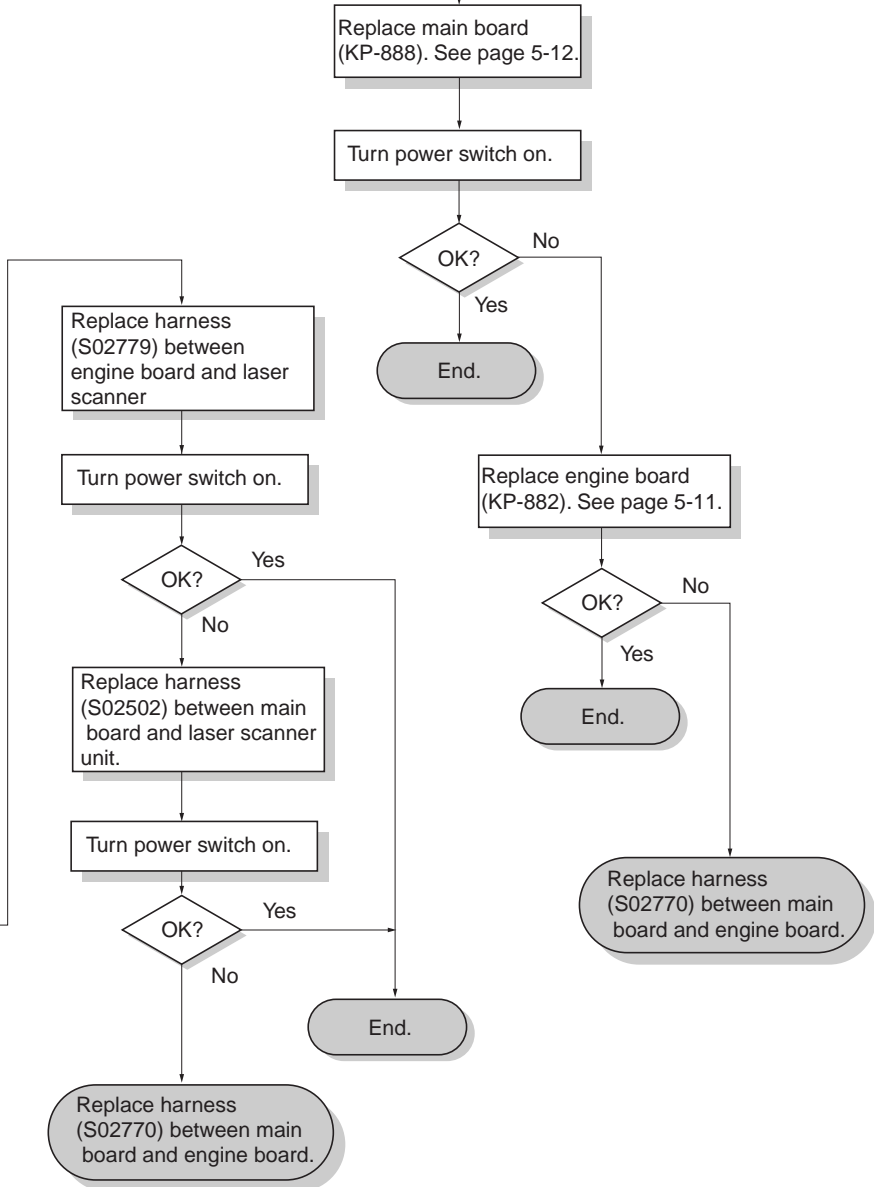 Replace main board
(KP-888). See page 5-12.
Turn power switch on.
OK?
No
Yes
End.
Replace harness
(S02779) between
engine board and laser
scanner
Turn power switch on.
OK?
Yes
No
Replace harness
(S02502) between main
board and laser scanner
unit.
Turn power switch on.
OK?
Yes
No
End.
Replace harness
(S02770) between main
board and engine board.
Replace engine board
(KP-882). See page 5-11.
OK?
No
Yes
End.
Replace harness
(S02770) between main
board and engine board.